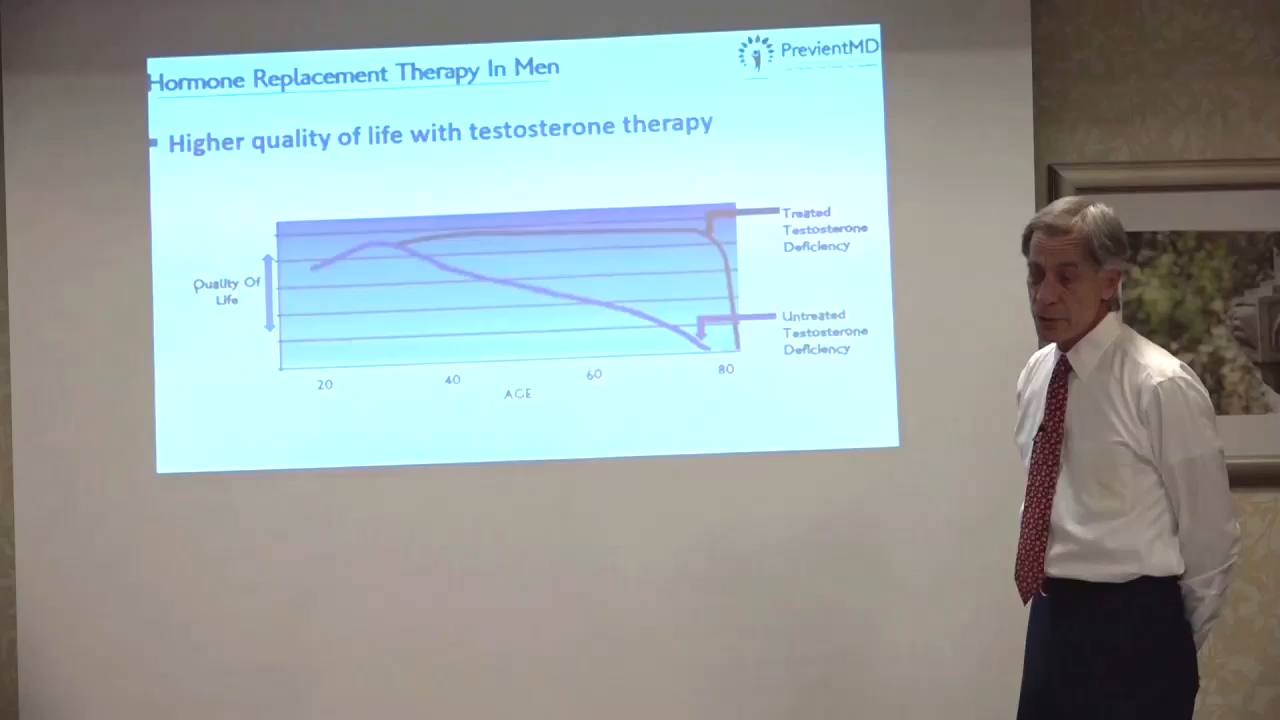 Hormone Replacement Therapy In Men
PrevientMD
Higher quality of life with testosterone therapy
Treated
Testosterone
Deficiency
Quality Of
Life
Untreated
Testosterone
Deficiency
20
40
60
80
AGE